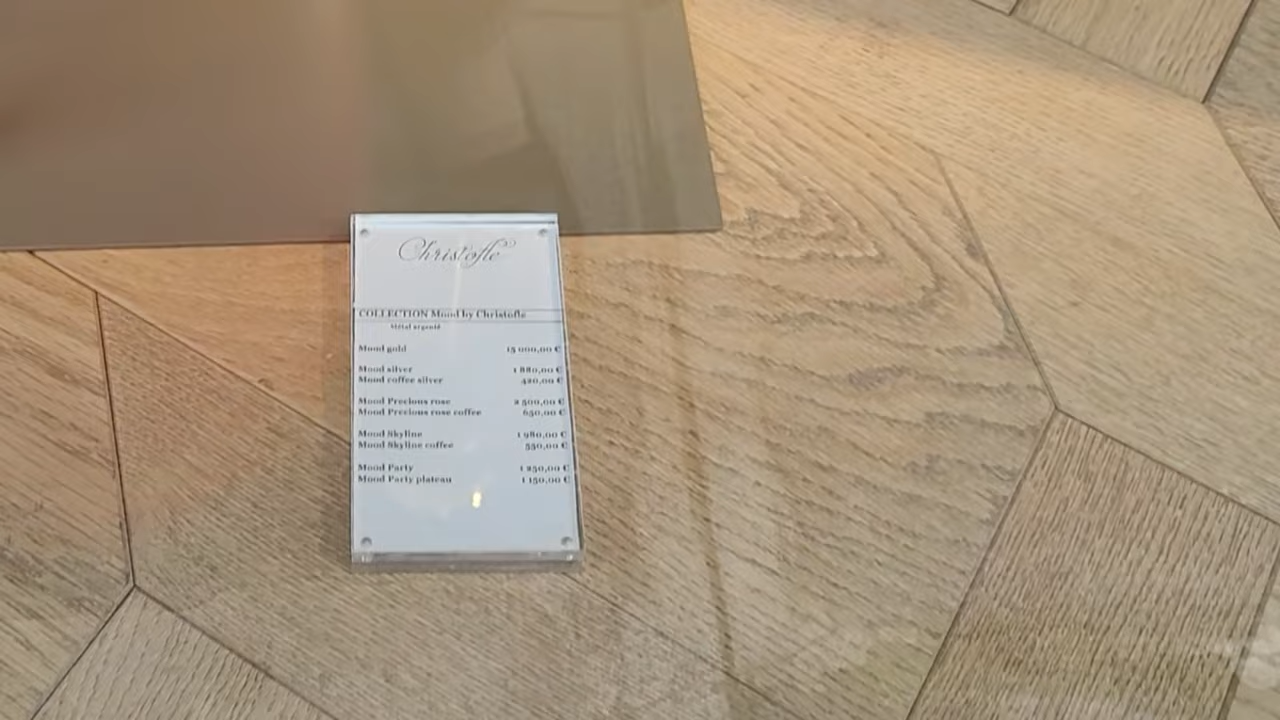 Christofle
COLLECTION Mood by Christofle
Métal argenté
Mood gold 15 000,00 €
Mood silver 1 880,00 €
Mood coffee silver 420,00 €
Mood Precious rose 2 500,00 €
Mood Precious rose coffee 650,00 €
Mood Skyline 1 980,00 €
Mood Skyline coffee 550,00 €
Mood Party 1 250,00 €
Mood Party plateau 1 150,00 €